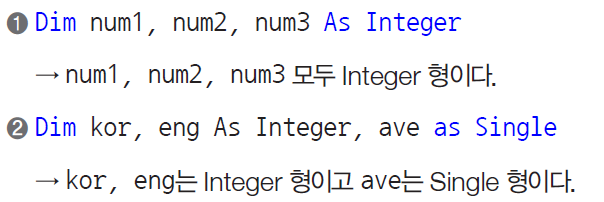 ❶ Dim num1, num2, num3 As Integer
→ num1, num2, num3 모두 Integer 형이다.
❷ Dim kor, eng As Integer, ave as Single
→ kor, eng는 Integer 형이고 ave는 Single 형이다.